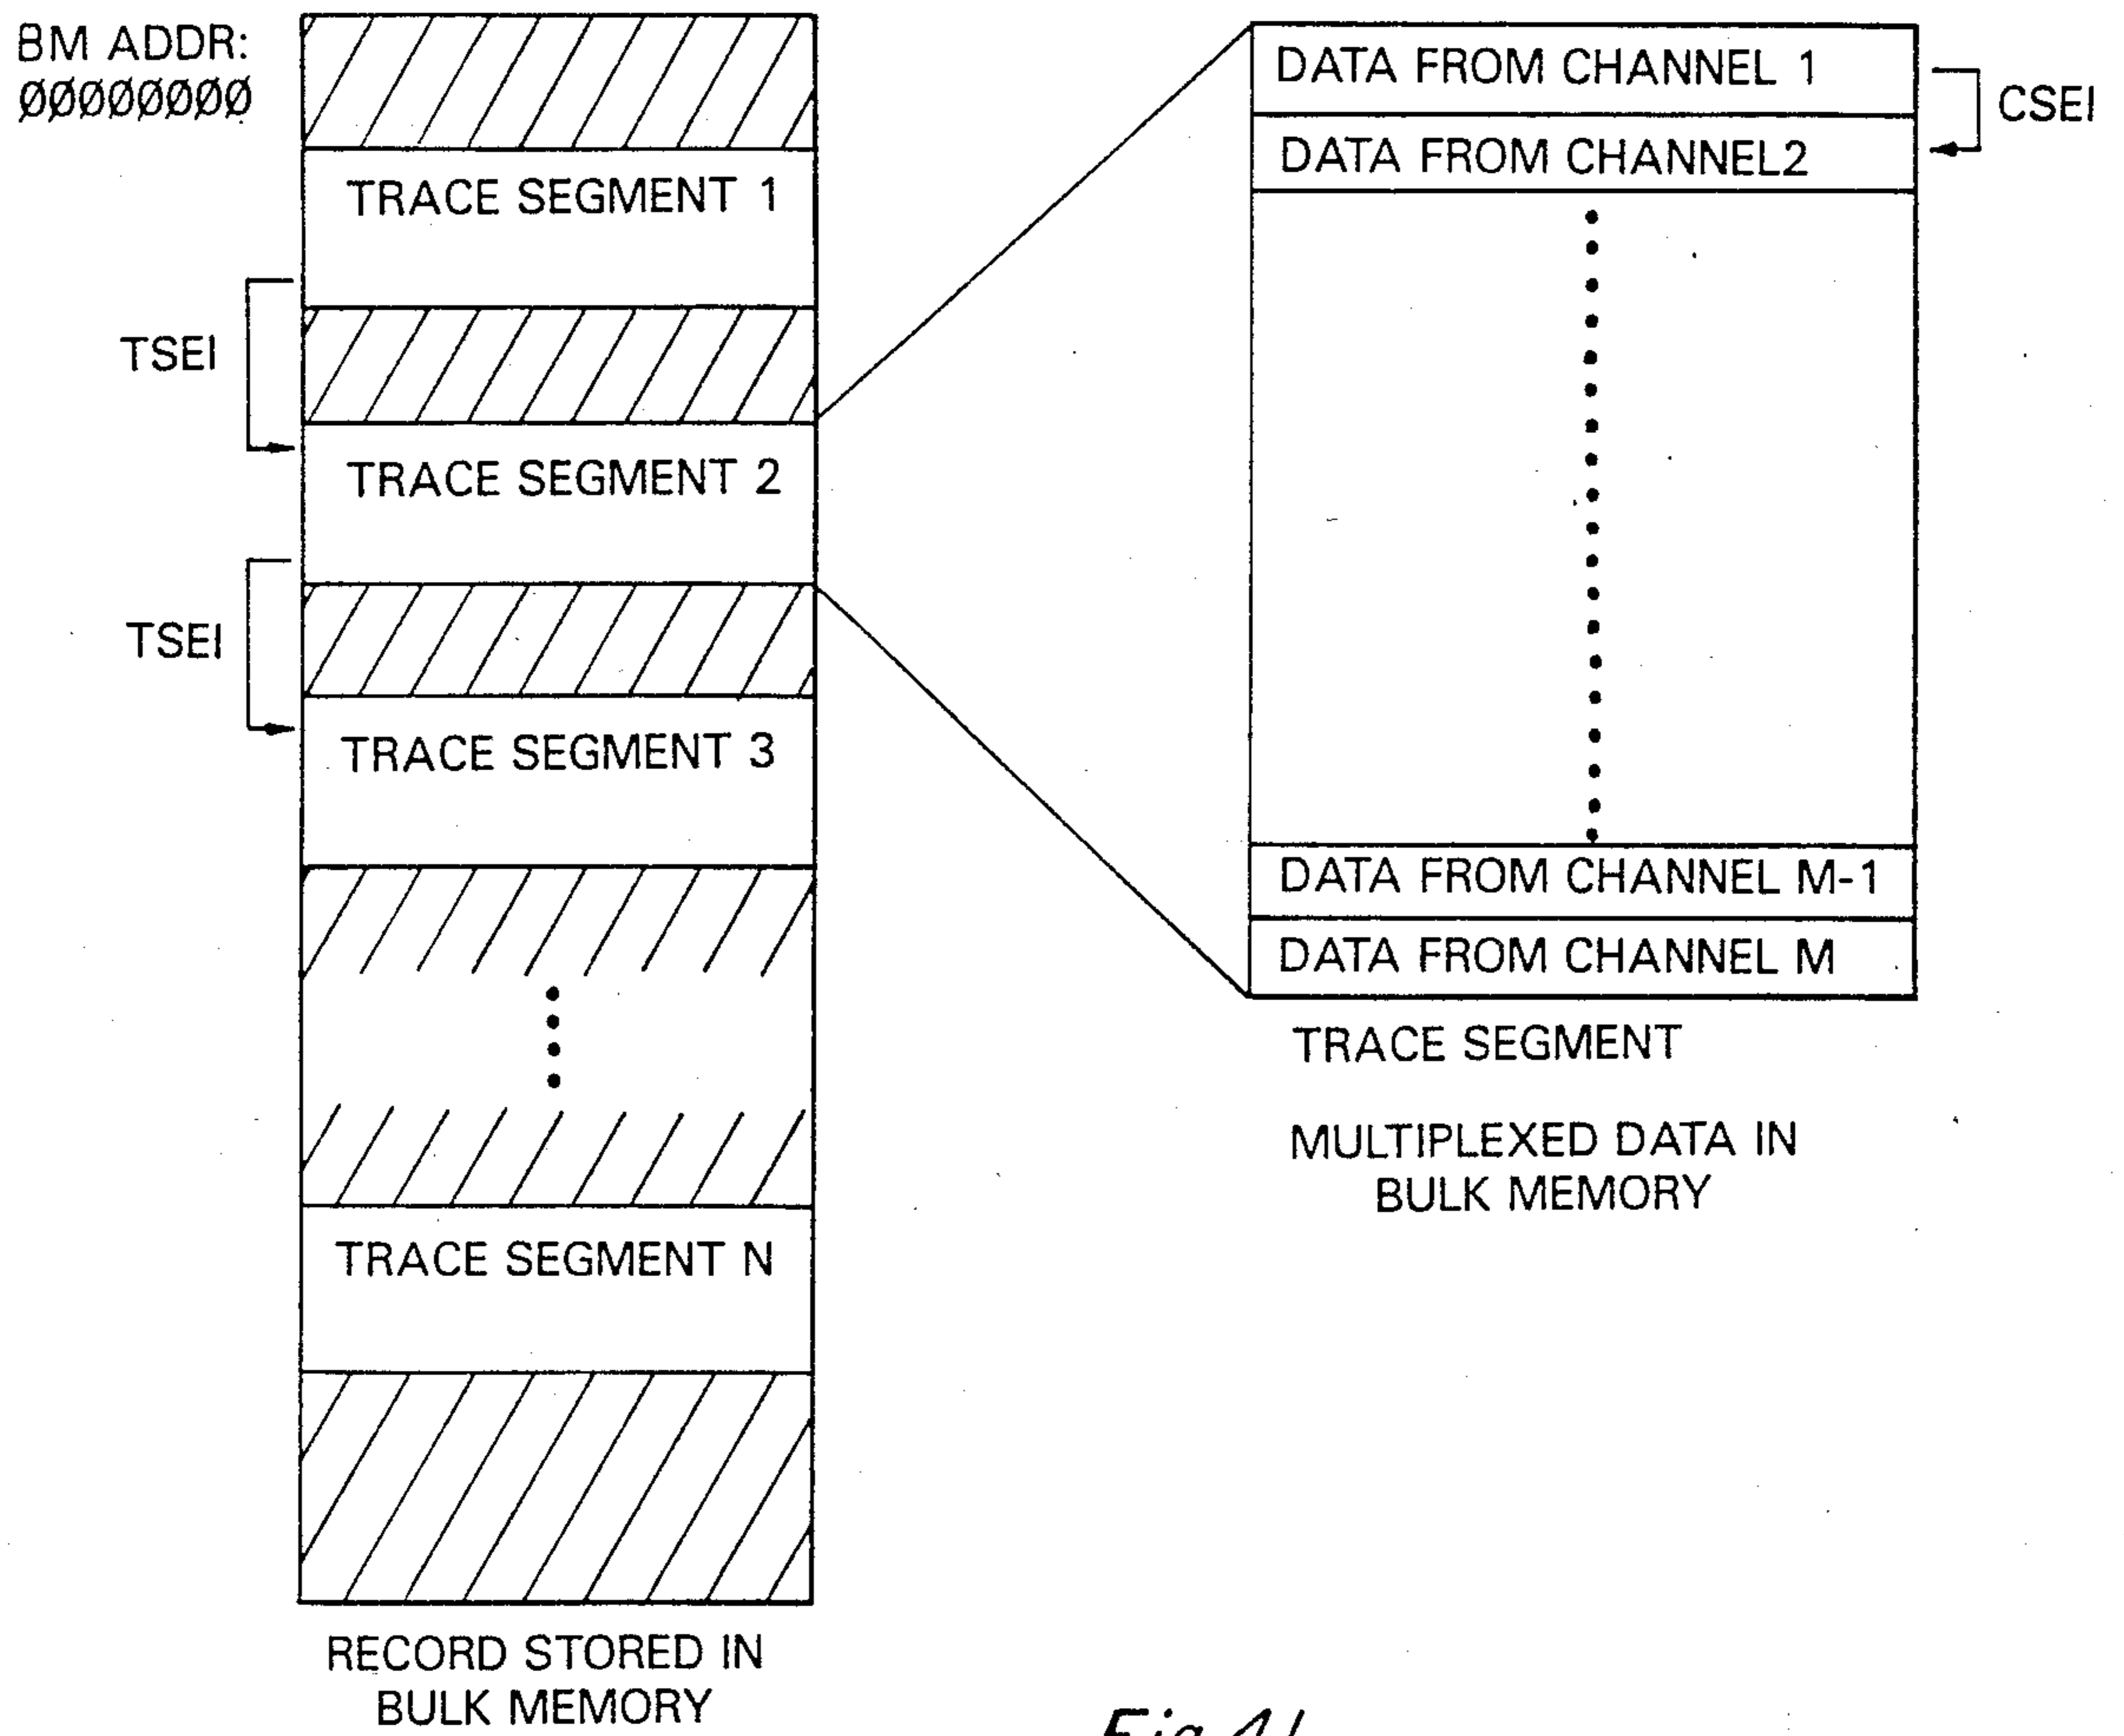 BM ADDR:
ØØØØØØØØ
TRACE SEGMENT 1
TSEI
TRACE SEGMENT 2
TSEI
TRACE SEGMENT 3
TRACE SEGMENT N
RECORD STORED IN
BULK MEMORY
DATA FROM CHANNEL 1
CSEI
DATA FROM CHANNEL2
DATA FROM CHANNEL M-1
DATA FROM CHANNEL M
TRACE SEGMENT
MULTIPLEXED DATA IN
BULK MEMORY